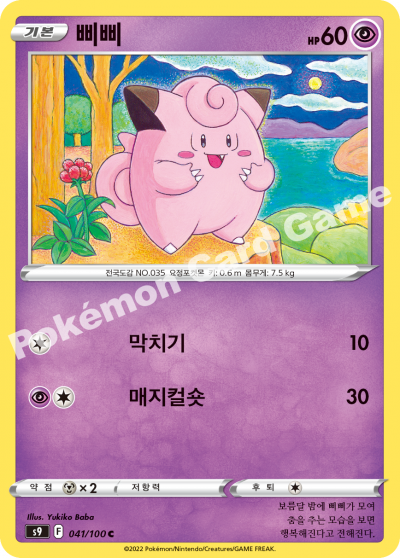 기본 삐삐 HP 60
전국도감 NO.035 요정포켓몬 키: 0.6 m 몸무게: 7.5 kg
Pokémon Card Game
막치기 10
매지컬숏 30
약점 ×2 저항력 후퇴
보름달 밤에 삐삐가 모여
춤을 추는 모습을 보면
행복해진다고 전해진다.
Illus. Yukiko Baba
s9 F 041/100 C
©2022 Pokémon/Nintendo/Creatures/GAME FREAK.